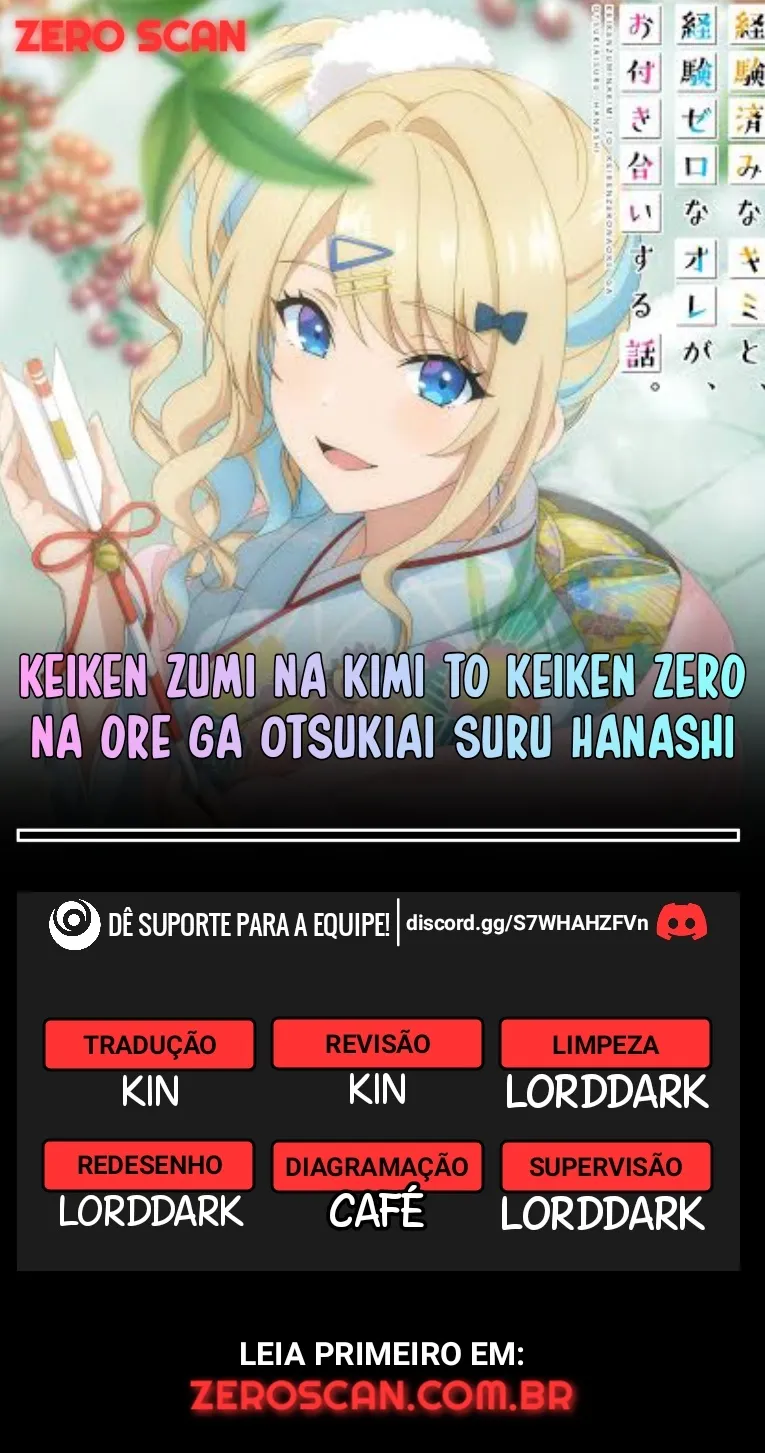 ZERO SCAN
経験済みなキミと、
経験ゼロなオレが、
お付き合いする話。
KEIKEN ZUMI NA KIMI TO KEIKEN ZERO
NA ORE GA OTSUKIAI SURU HANASHI
DÊ SUPORTE PARA A EQUIPE! discord.gg/S7WHAHZFVn
TRADUÇÃO REVISÃO LIMPEZA
KIN KIN LORDDARK
REDESENHO DIAGRAMAÇÃO SUPERVISÃO
LORDDARK CAFÉ LORDDARK
LEIA PRIMEIRO EM:
ZEROSCAN.COM.BR